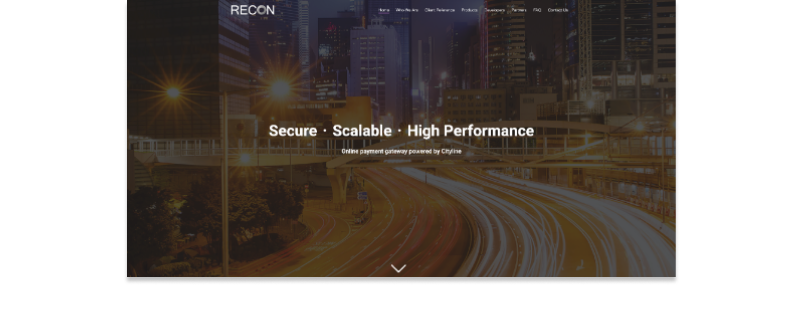 RECON
Home Who We Are Client Reference Products Developers Partners FAQ Contact Us
Secure · Scalable · High Performance
Online payment gateway powered by Cityline